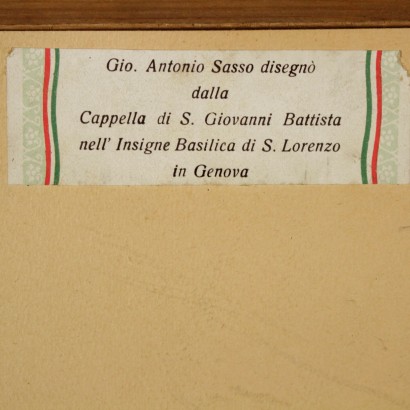 Gio. Antonio Sasso disegnò
dalla
Cappella di S. Giovanni Battista
nell' Insigne Basilica di S. Lorenzo
in Genova